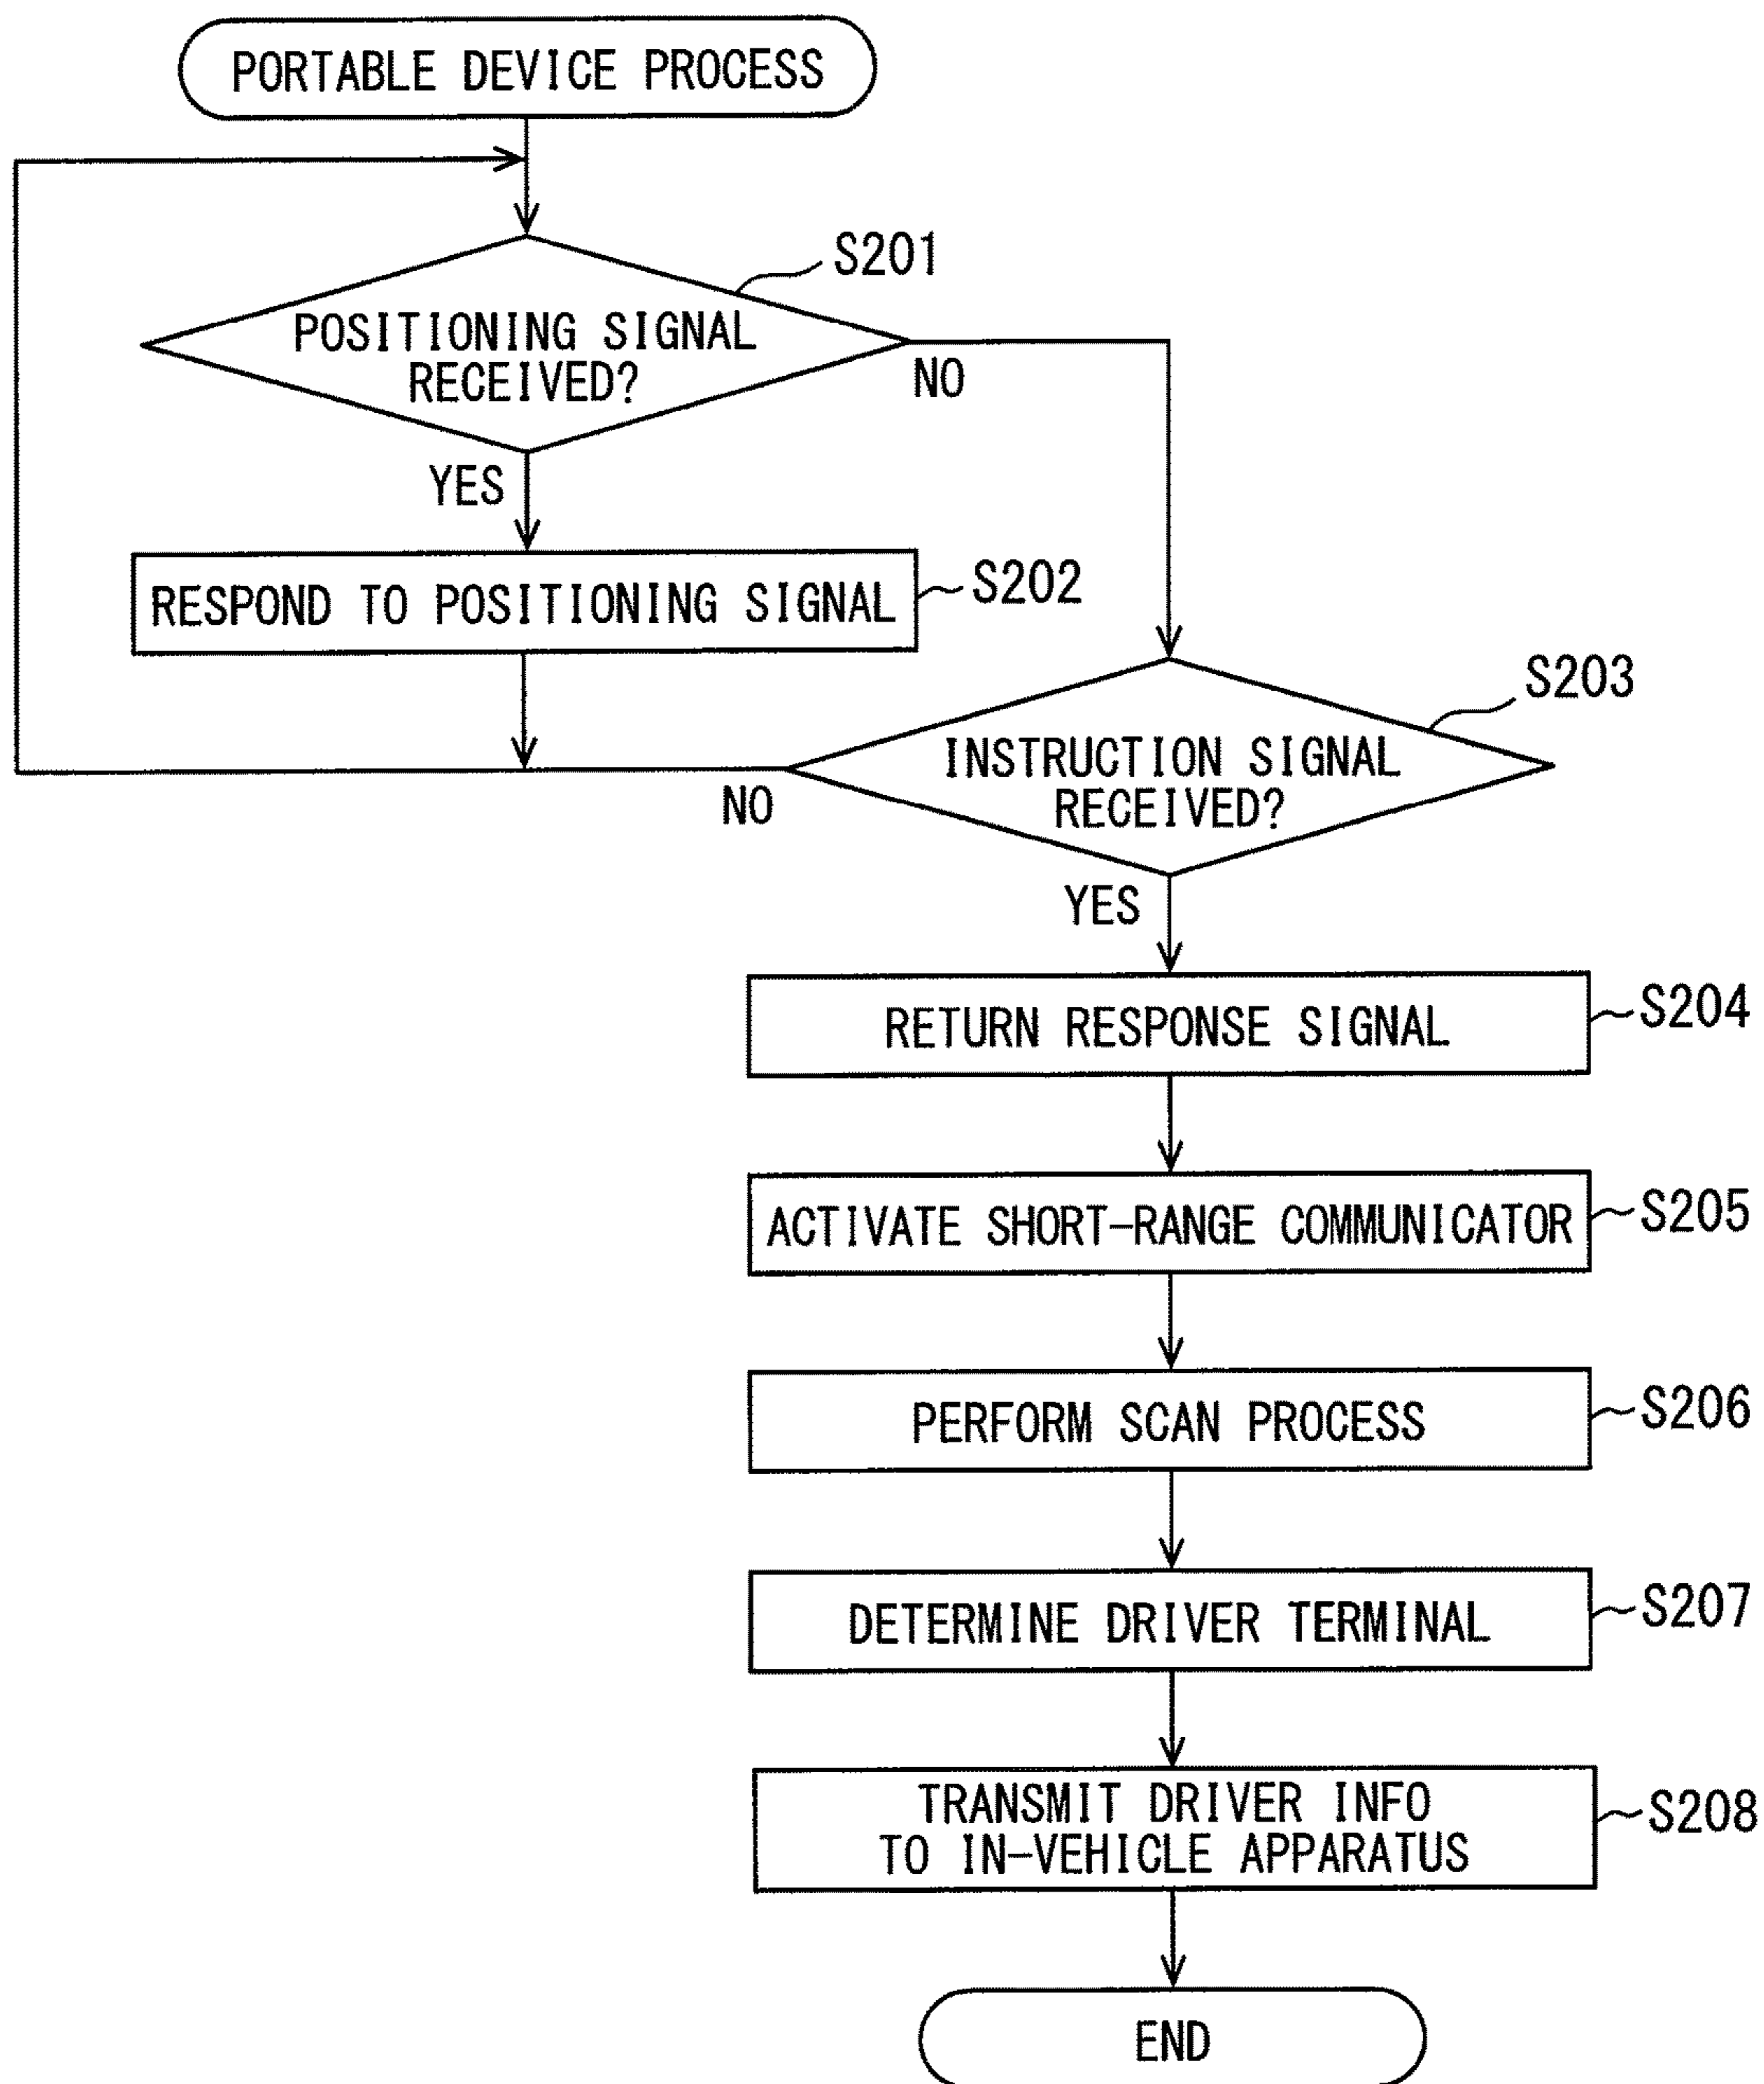 PORTABLE DEVICE PROCESS
S201
POSITIONING SIGNAL
RECEIVED?
NO
YES
RESPOND TO POSITIONING SIGNAL
S202
S203
INSTRUCTION SIGNAL
RECEIVED?
NO
YES
RETURN RESPONSE SIGNAL
S204
ACTIVATE SHORT-RANGE COMMUNICATOR
S205
PERFORM SCAN PROCESS
S206
DETERMINE DRIVER TERMINAL
S207
TRANSMIT DRIVER INFO
TO IN-VEHICLE APPARATUS
S208
END